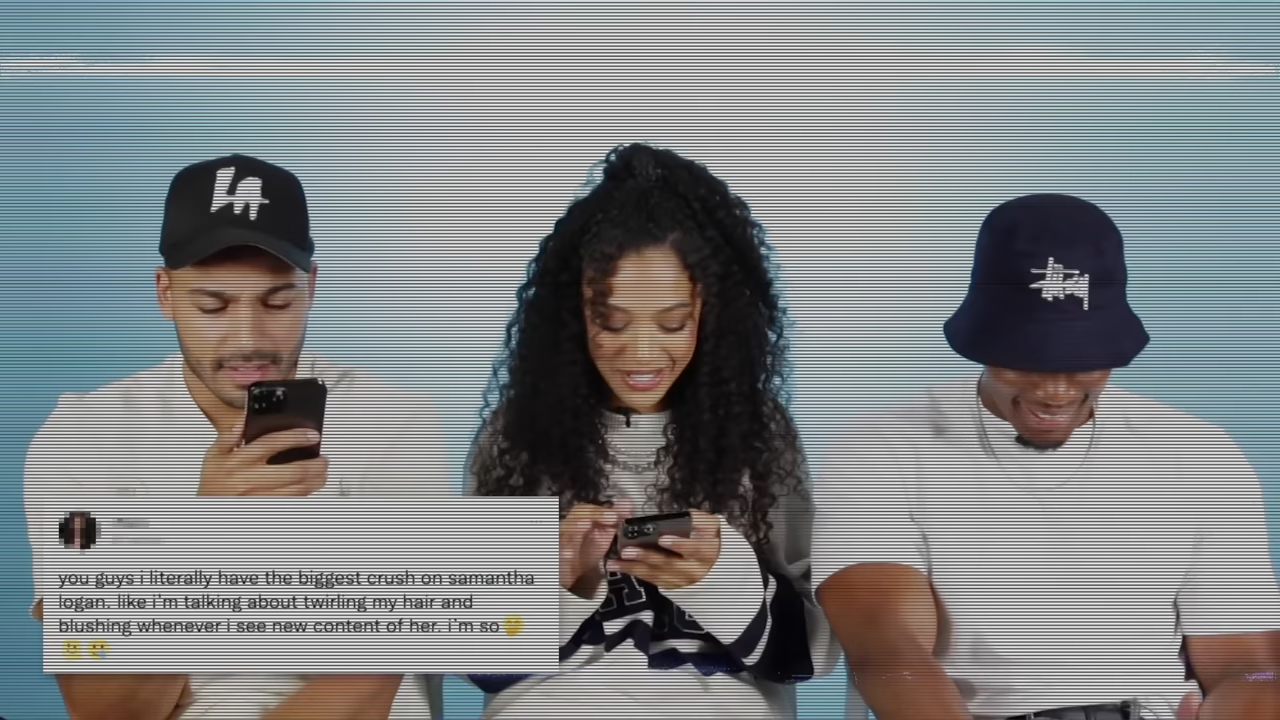 LA
you guys i literally have the biggest crush on samantha
logan. like i'm talking about twirling my hair and
blushing whenever i see new content of her. i'm so